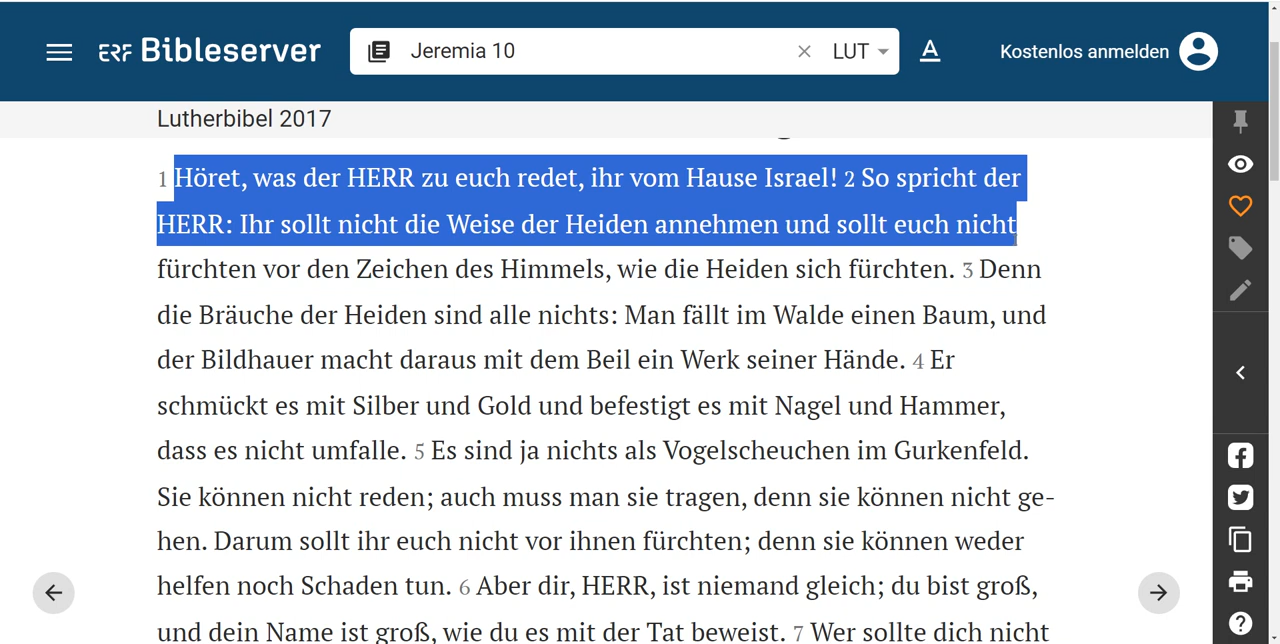 ERF Bibleserver
Jeremia 10
LUT
A
Kostenlos anmelden
Lutherbibel 2017
1 Höret, was der HERR zu euch redet, ihr vom Hause Israel! 2 So spricht der
HERR: Ihr sollt nicht die Weise der Heiden annehmen und sollt euch nicht
fürchten vor den Zeichen des Himmels, wie die Heiden sich fürchten. 3 Denn
die Bräuche der Heiden sind alle nichts: Man fällt im Walde einen Baum, und
der Bildhauer macht daraus mit dem Beil ein Werk seiner Hände. 4 Er
schmückt es mit Silber und Gold und befestigt es mit Nagel und Hammer,
dass es nicht umfalle. 5 Es sind ja nichts als Vogelscheuchen im Gurkenfeld.
Sie können nicht reden; auch muss man sie tragen, denn sie können nicht ge-
hen. Darum sollt ihr euch nicht vor ihnen fürchten; denn sie können weder
helfen noch Schaden tun. 6 Aber dir, HERR, ist niemand gleich; du bist groß,
und dein Name ist groß, wie du es mit der Tat beweist. 7 Wer sollte dich nicht